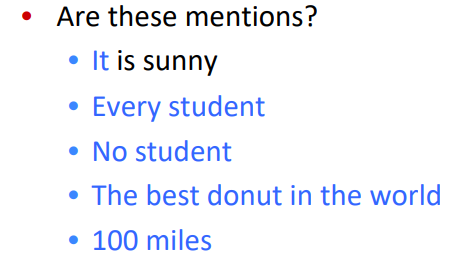 • Are these mentions?
• It is sunny
• Every student
• No student
• The best donut in the world
• 100 miles